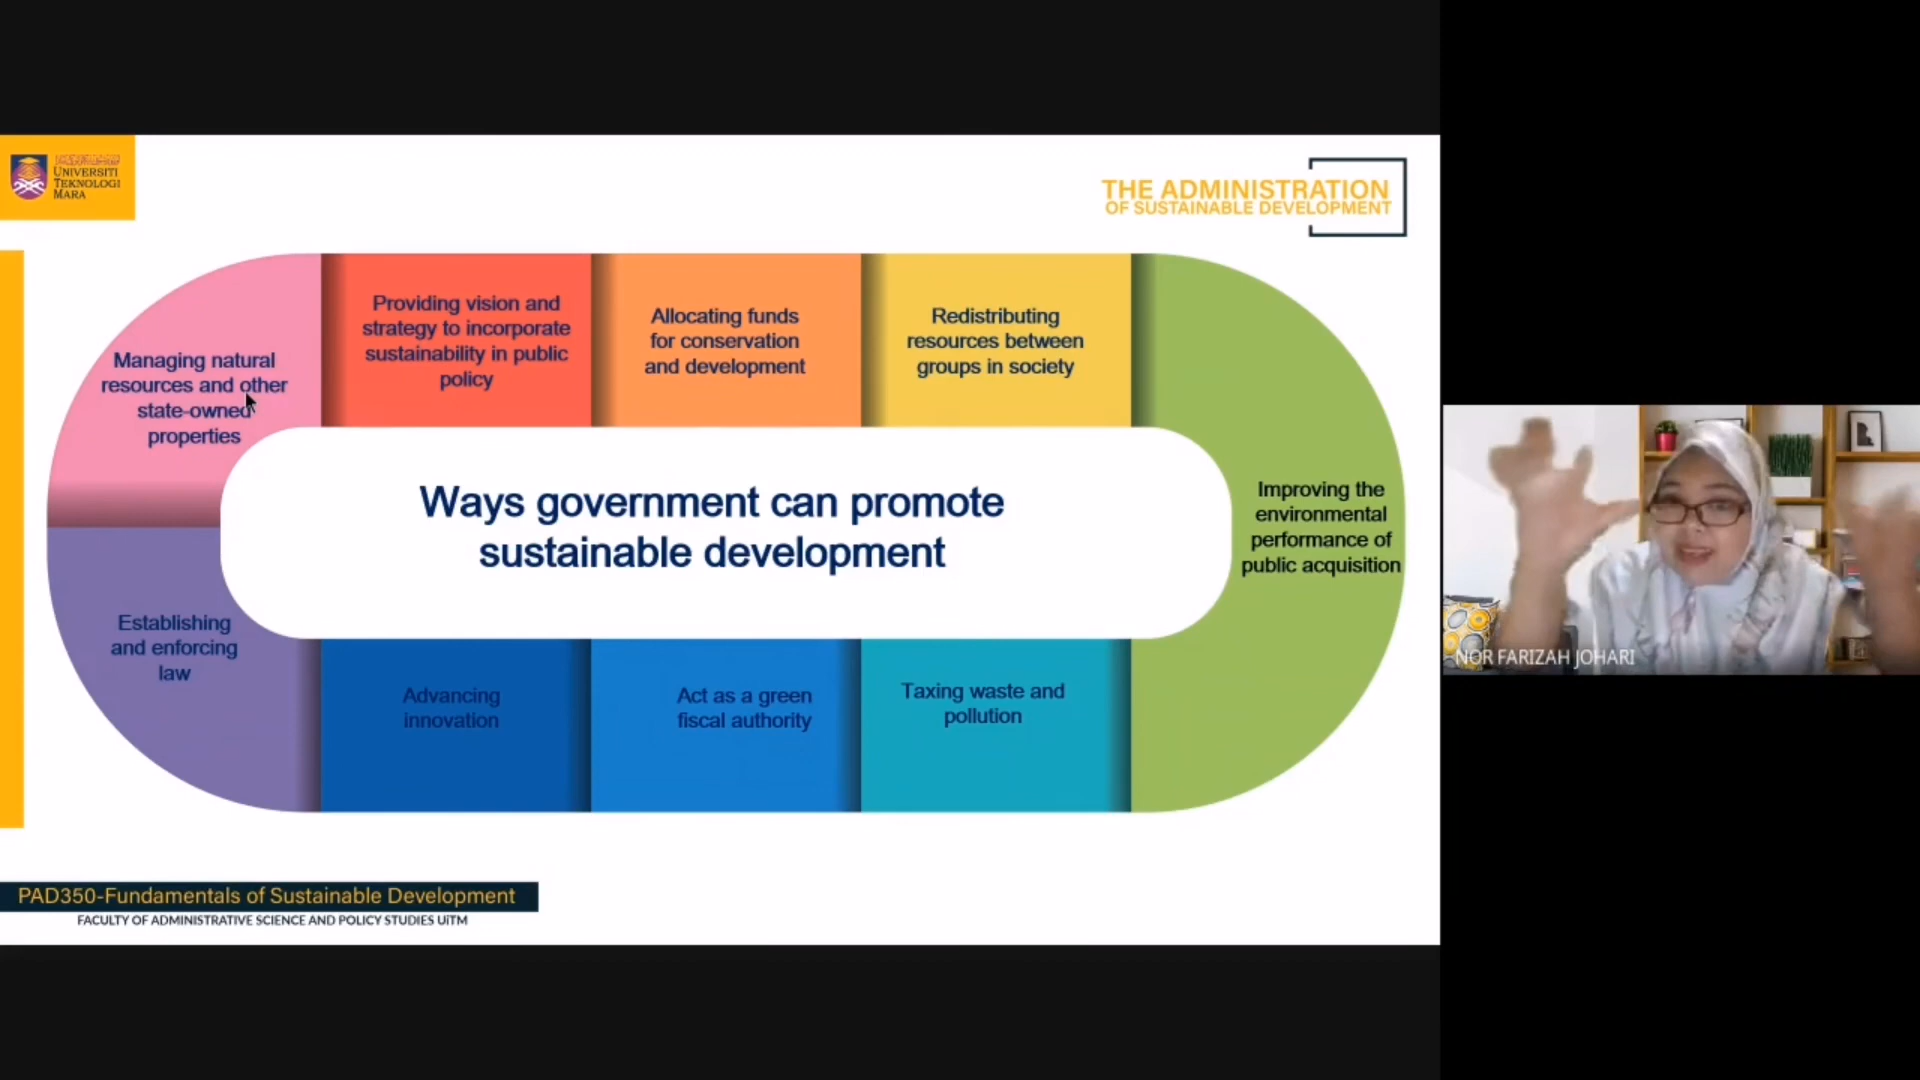 UNIVERSITI
TEKNOLOGI
MARA
THE ADMINISTRATION
OF SUSTAINABLE DEVELOPMENT
Managing natural
resources and other
state-owned
properties
Providing vision and
strategy to incorporate
sustainability in public
policy
Allocating funds
for conservation
and development
Redistributing
resources between
groups in society
Improving the
environmental
performance of
public acquisition
Ways government can promote
sustainable development
Establishing
and enforcing
law
Advancing
innovation
Act as a green
fiscal authority
Taxing waste and
pollution
PAD350-Fundamentals of Sustainable Development
FACULTY OF ADMINISTRATIVE SCIENCE AND POLICY STUDIES UiTM
NOR FARIZAH JOHARI